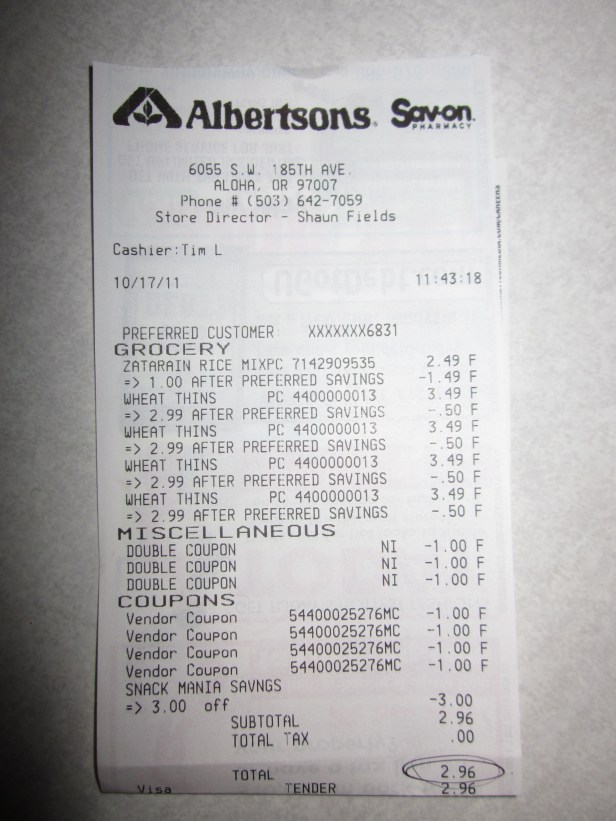 Albertsons. Sav-on.
PHARMACY
6055 S.W. 185TH AVE.
ALOHA, OR 97007
Phone # (503) 642-7059
Store Director - Shaun Fields
Cashier:Tim L
10/17/11 11:43:18
PREFERRED CUSTOMER XXXXXXX6831
GROCERY
ZATARAIN RICE MIXPC 7142909535 2.49 F
=> 1.00 AFTER PREFERRED SAVINGS -1.49 F
WHEAT THINS PC 4400000013 3.49 F
=> 2.99 AFTER PREFERRED SAVINGS -.50 F
WHEAT THINS PC 4400000013 3.49 F
=> 2.99 AFTER PREFERRED SAVINGS -.50 F
WHEAT THINS PC 4400000013 3.49 F
=> 2.99 AFTER PREFERRED SAVINGS -.50 F
WHEAT THINS PC 4400000013 3.49 F
=> 2.99 AFTER PREFERRED SAVINGS -.50 F
MISCELLANEOUS
DOUBLE COUPON NI -1.00 F
DOUBLE COUPON NI -1.00 F
DOUBLE COUPON NI -1.00 F
COUPONS
Vendor Coupon 54400025276MC -1.00 F
Vendor Coupon 54400025276MC -1.00 F
Vendor Coupon 54400025276MC -1.00 F
Vendor Coupon 54400025276MC -1.00 F
SNACK MANIA SAVNGS
=> 3.00 off -3.00
SUBTOTAL 2.96
TOTAL TAX .00
TOTAL 2.96
Visa TENDER 2.96